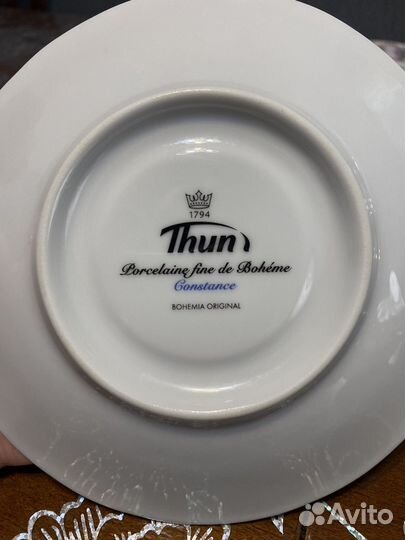 1794
Thun
Porcelaine fine de Bohéme
Constance
BOHEMIA ORIGINAL
Avito